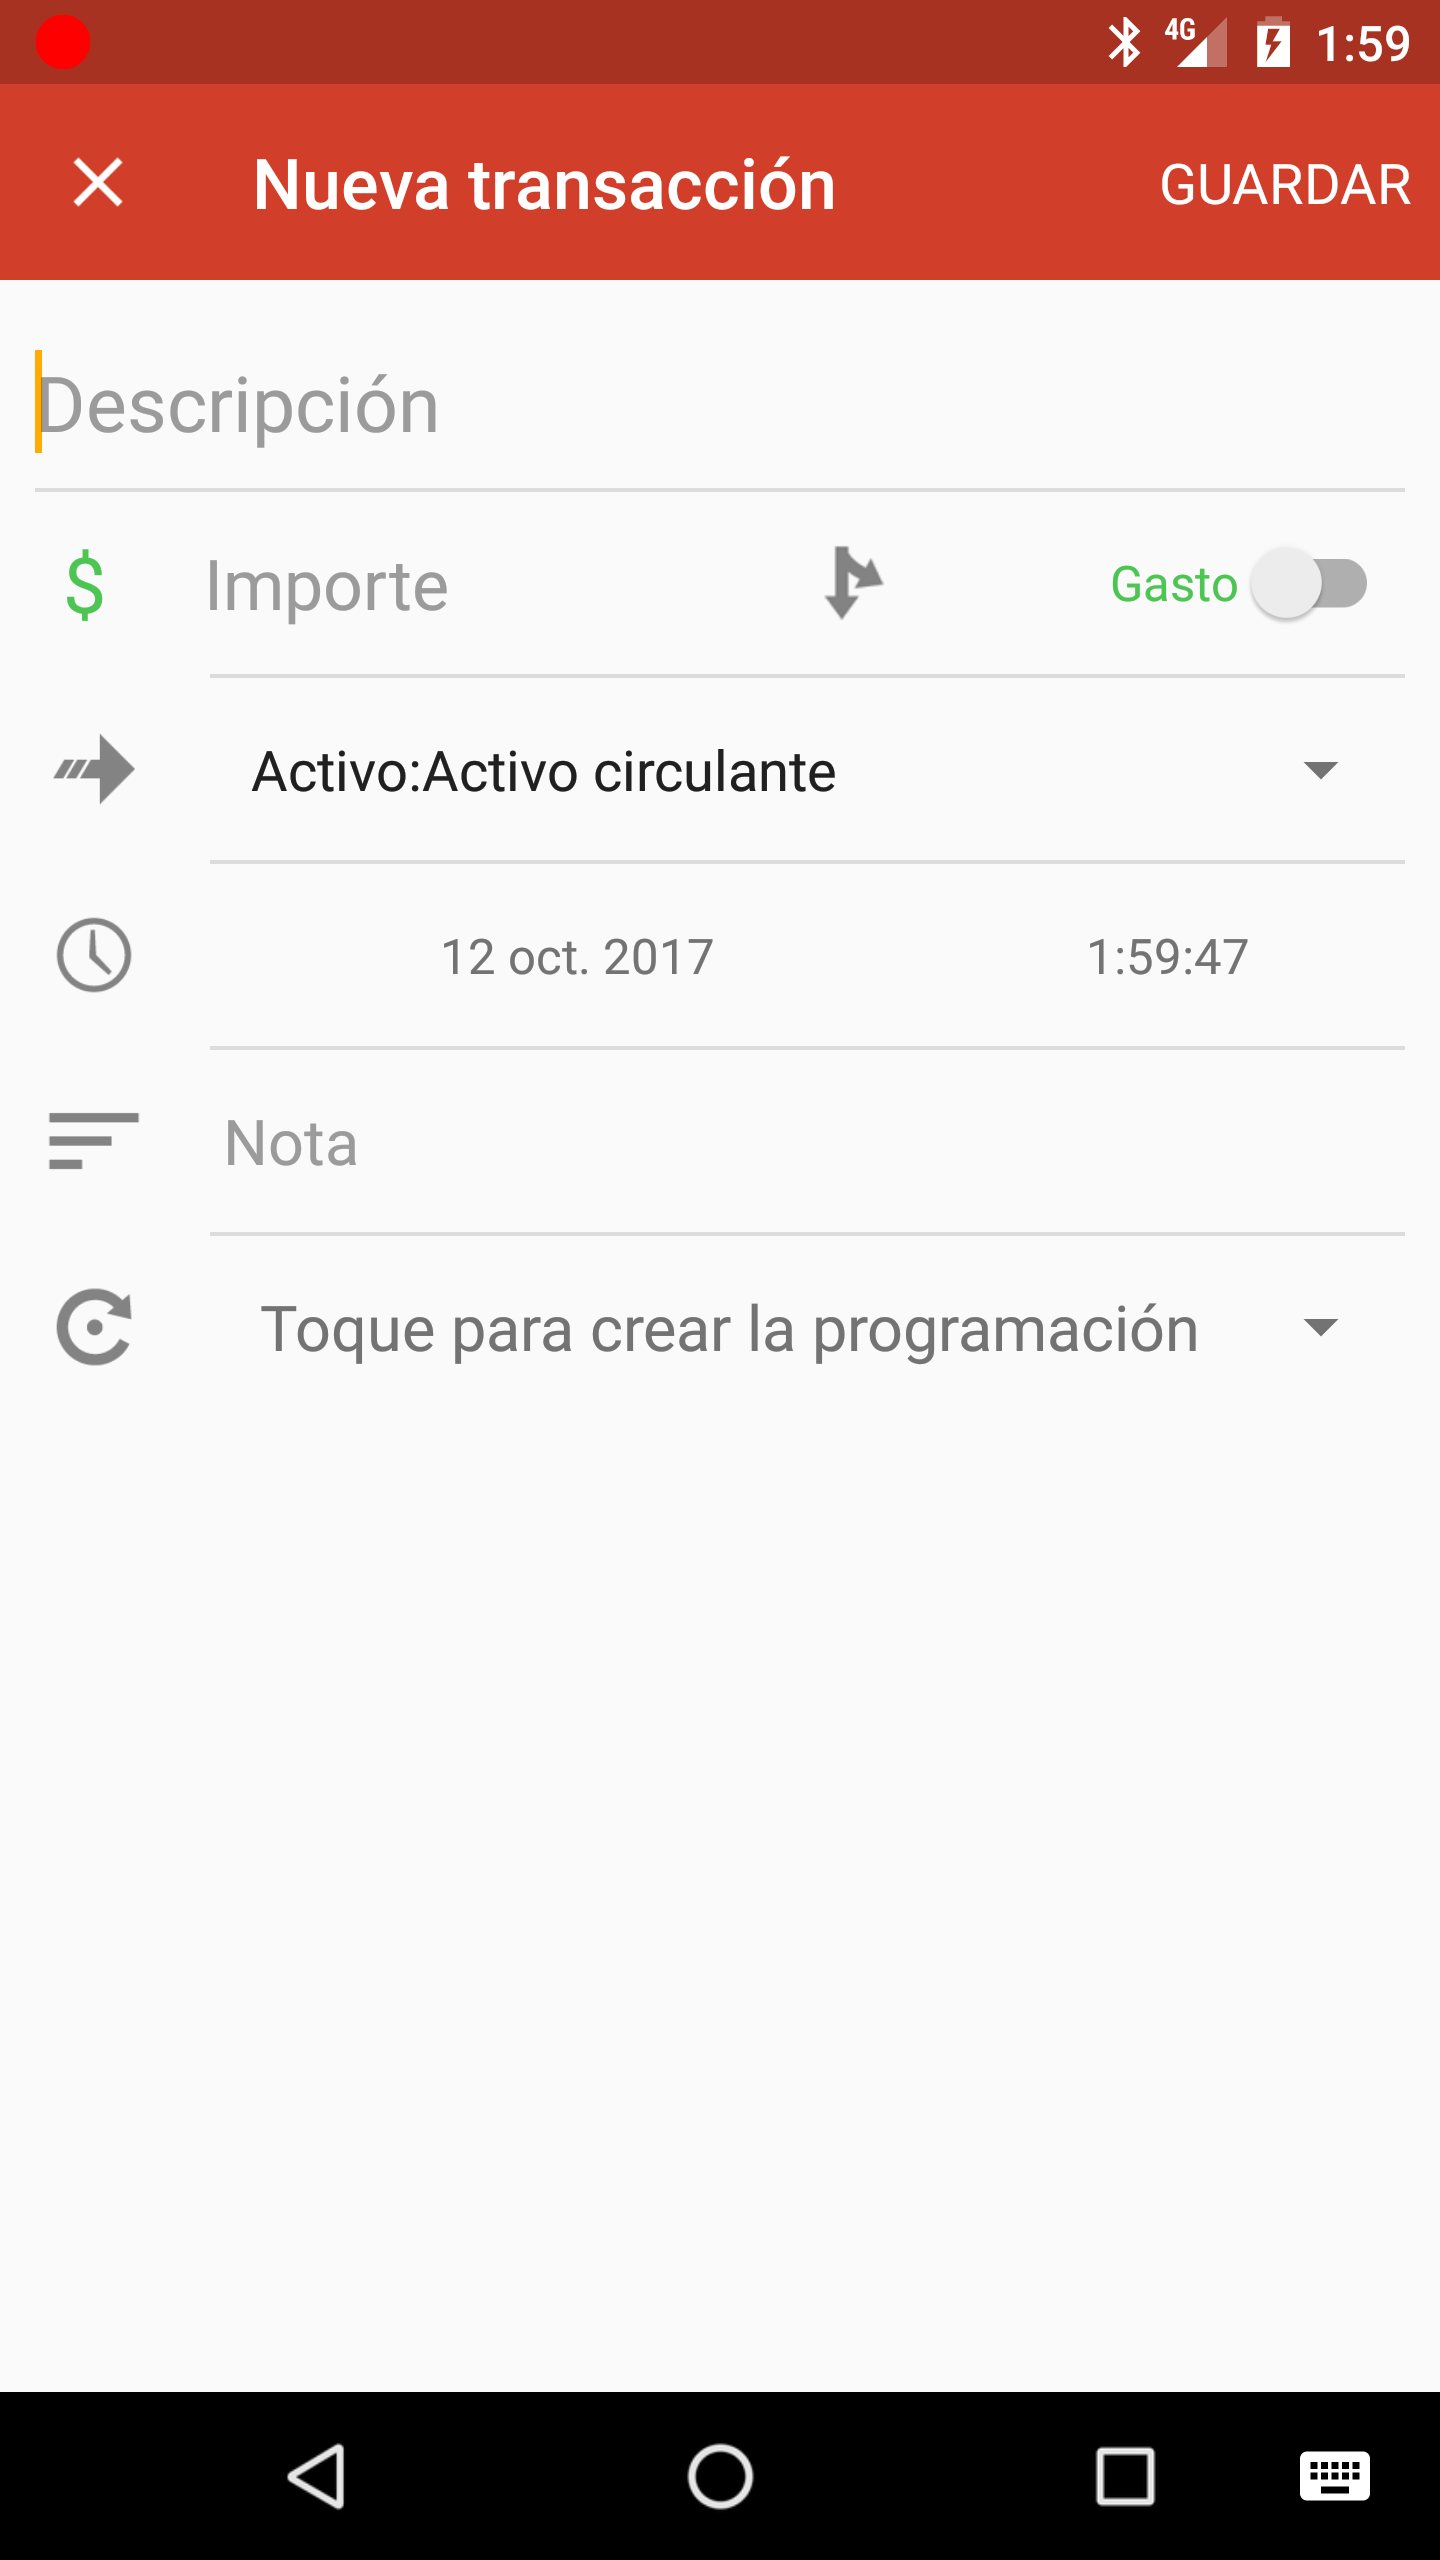 4G 1:59
Nueva transacción GUARDAR
Descripción
$ Importe Gasto
Activo:Activo circulante
12 oct. 2017 1:59:47
Nota
Toque para crear la programación